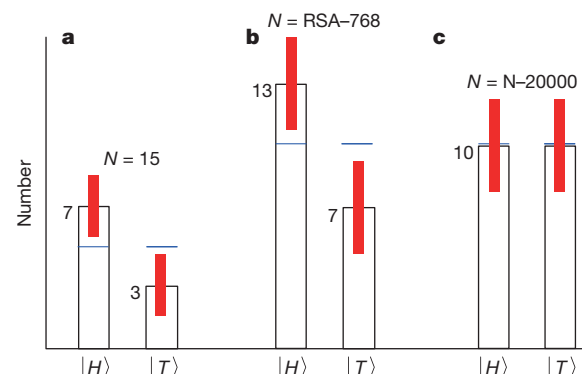 a
b
c
N = RSA–768
N = N–20000
N = 15
Number
7
3
13
7
10
|H⟩
|T⟩
|H⟩
|T⟩
|H⟩
|T⟩